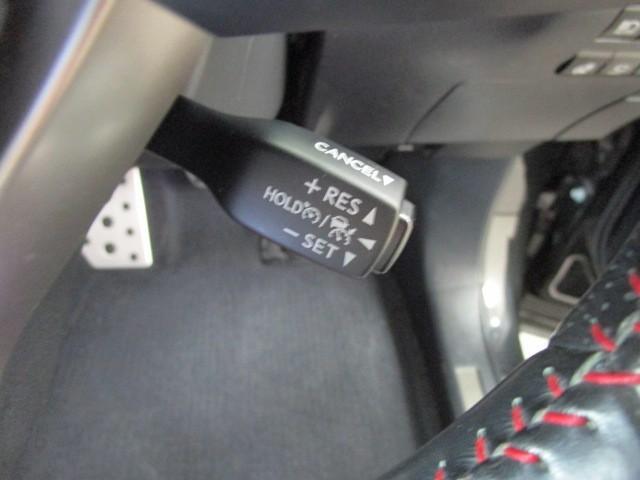 CANCEL▼
+ RES ▲
HOLD /
− SET ▼